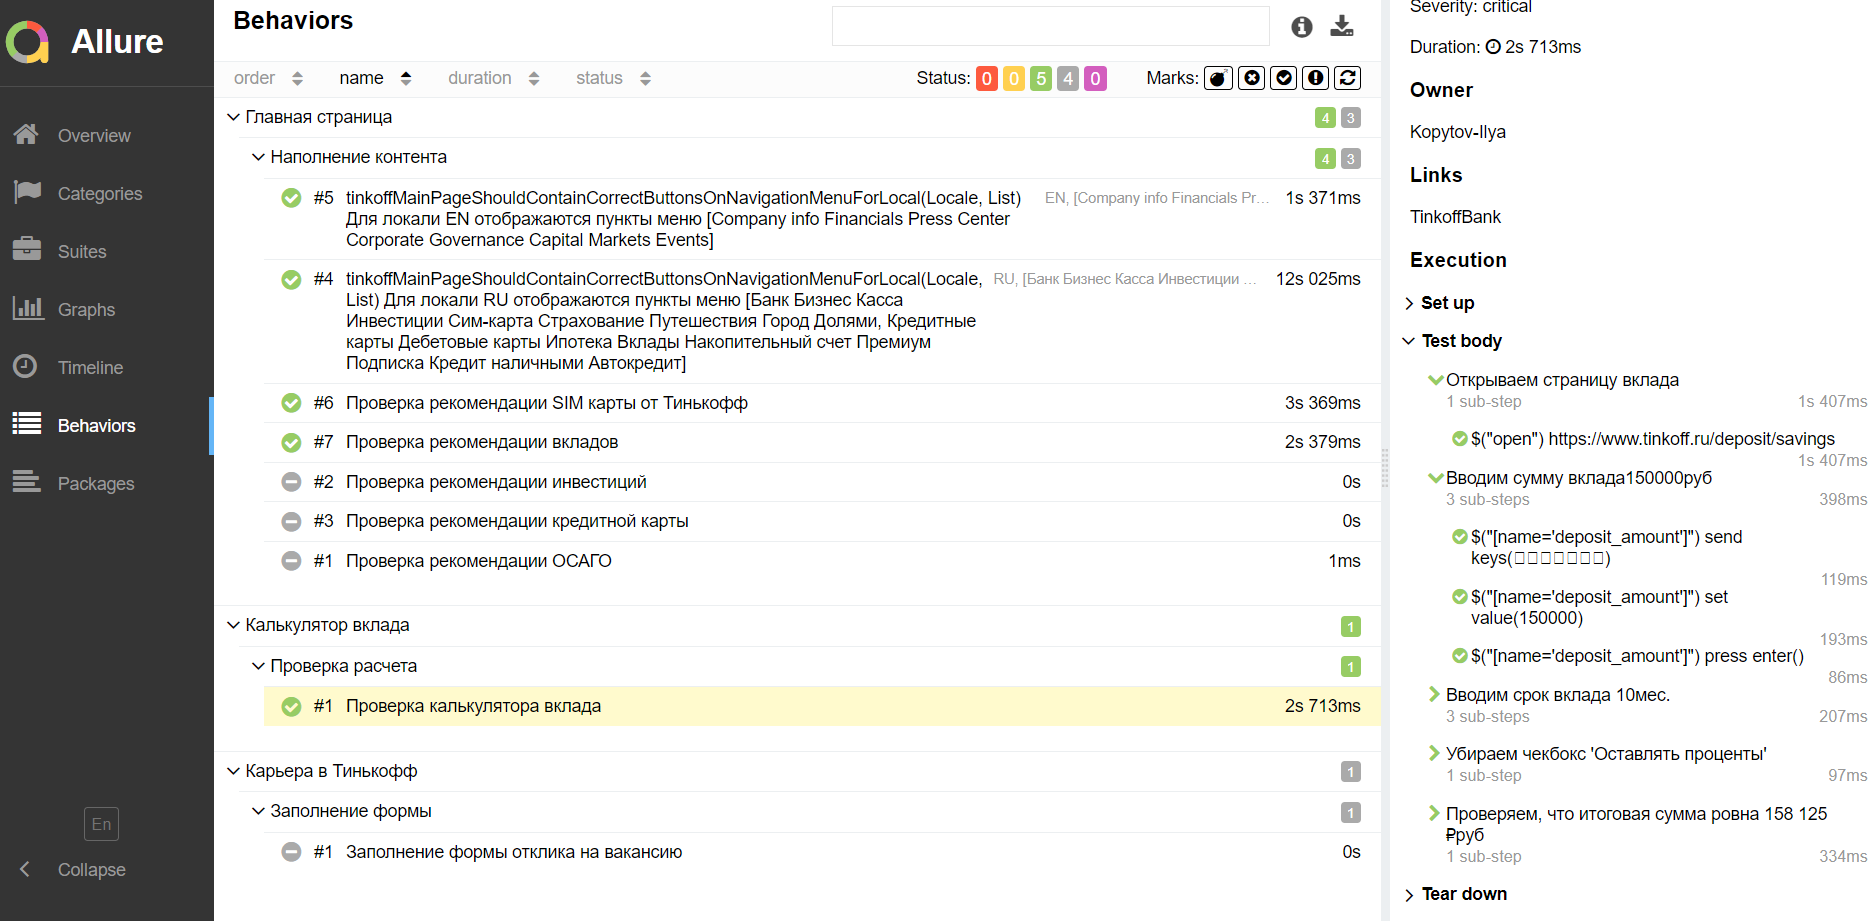 Allure
Overview
Categories
Suites
Graphs
Timeline
Behaviors
Packages
En
Collapse
Behaviors
order name duration status Status: 0 0 5 4 0 Marks:
Главная страница 4 3
Наполнение контента 4 3
#5 tinkoffMainPageShouldContainCorrectButtonsOnNavigationMenuForLocal(Locale, List) EN, [Company info Financials Pr... 1s 371ms
Для локали EN отображаются пункты меню [Company info Financials Press Center
Corporate Governance Capital Markets Events]
#4 tinkoffMainPageShouldContainCorrectButtonsOnNavigationMenuForLocal(Locale, RU, [Банк Бизнес Касса Инвестиции ... 12s 025ms
List) Для локали RU отображаются пункты меню [Банк Бизнес Касса
Инвестиции Сим-карта Страхование Путешествия Город Долями, Кредитные
карты Дебетовые карты Ипотека Вклады Накопительный счет Премиум
Подписка Кредит наличными Автокредит]
#6 Проверка рекомендации SIM карты от Тинькофф 3s 369ms
#7 Проверка рекомендации вкладов 2s 379ms
#2 Проверка рекомендации инвестиций 0s
#3 Проверка рекомендации кредитной карты 0s
#1 Проверка рекомендации ОСАГО 1ms
Калькулятор вклада 1
Проверка расчета 1
#1 Проверка калькулятора вклада 2s 713ms
Карьера в Тинькофф 1
Заполнение формы 1
#1 Заполнение формы отклика на вакансию 0s
Severity: critical
Duration: 2s 713ms
Owner
Kopytov-Ilya
Links
TinkoffBank
Execution
Set up
Test body
Открываем страницу вклада
1 sub-step 1s 407ms
$("open") https://www.tinkoff.ru/deposit/savings
1s 407ms
Вводим сумму вклада150000руб
3 sub-steps 398ms
$("[name='deposit_amount']") send
keys(▯▯▯▯▯▯▯)
119ms
$("[name='deposit_amount']") set
value(150000)
193ms
$("[name='deposit_amount']") press enter()
86ms
Вводим срок вклада 10мес.
3 sub-steps 207ms
Убираем чекбокс 'Оставлять проценты'
1 sub-step 97ms
Проверяем, что итоговая сумма ровна 158 125
₽руб
1 sub-step 334ms
Tear down